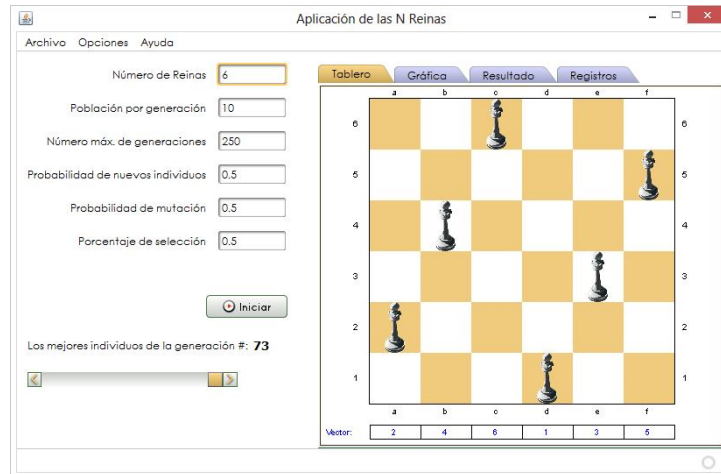 Aplicación de las N Reinas
Archivo Opciones Ayuda
Número de Reinas 6
Población por generación 10
Número máx. de generaciones 250
Probabilidad de nuevos individuos 0.5
Probabilidad de mutación 0.5
Porcentaje de selección 0.5
Iniciar
Los mejores individuos de la generación #: 73
Tablero Gráfica Resultado Registros
a b c d e f
6 6
5 5
4 4
3 3
2 2
1 1
a b c d e f
Vector: 2 4 6 1 3 5